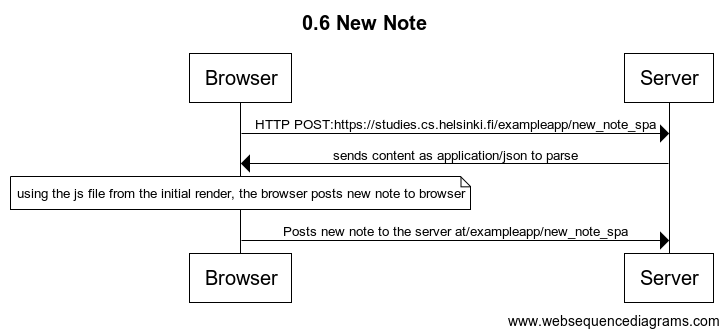 0.6 New Note
Browser
Server
HTTP POST:https://studies.cs.helsinki.fi/exampleapp/new_note_spa
sends content as application/json to parse
using the js file from the initial render, the browser posts new note to browser
Posts new note to the server at/exampleapp/new_note_spa
Browser
Server
www.websequencediagrams.com